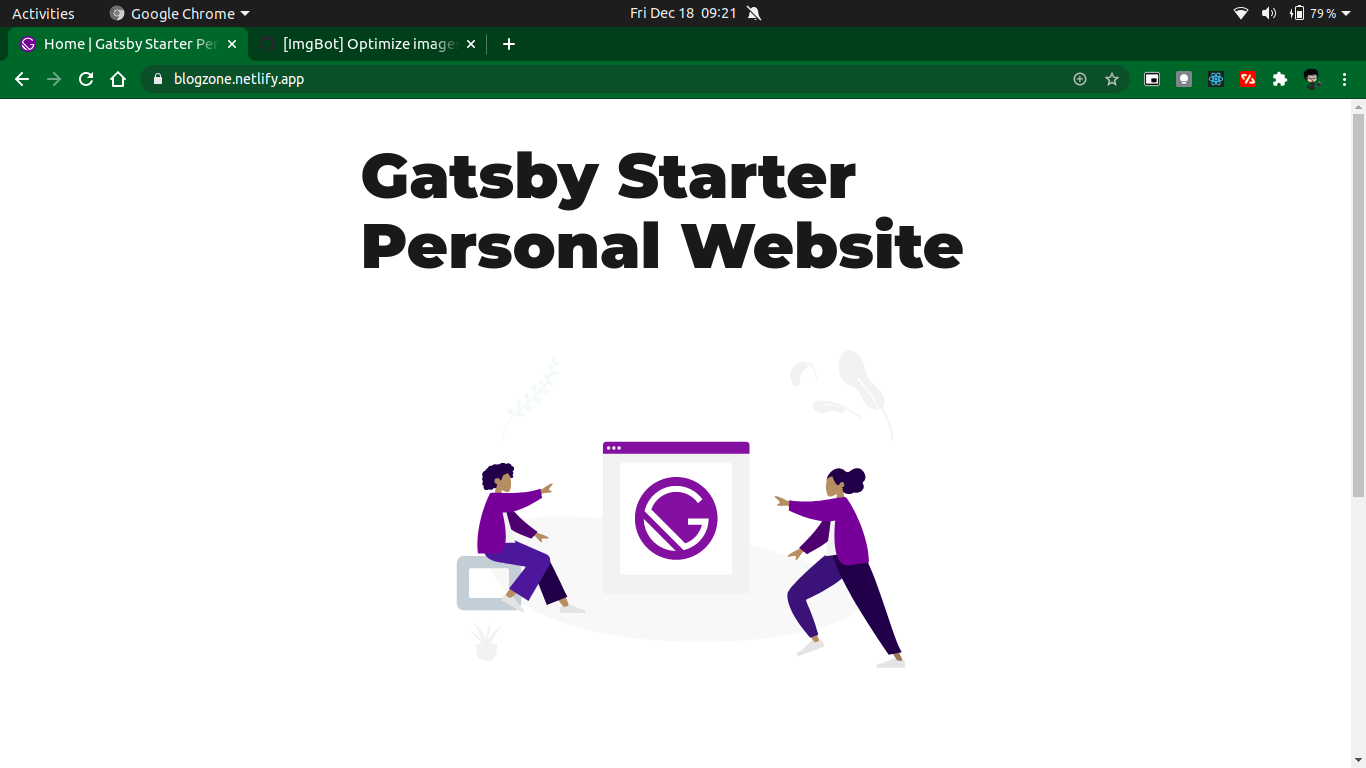 Activities Google Chrome Fri Dec 18 09:21 79 %
Home | Gatsby Starter Per [ImgBot] Optimize images
blogzone.netlify.app
Gatsby Starter
Personal Website